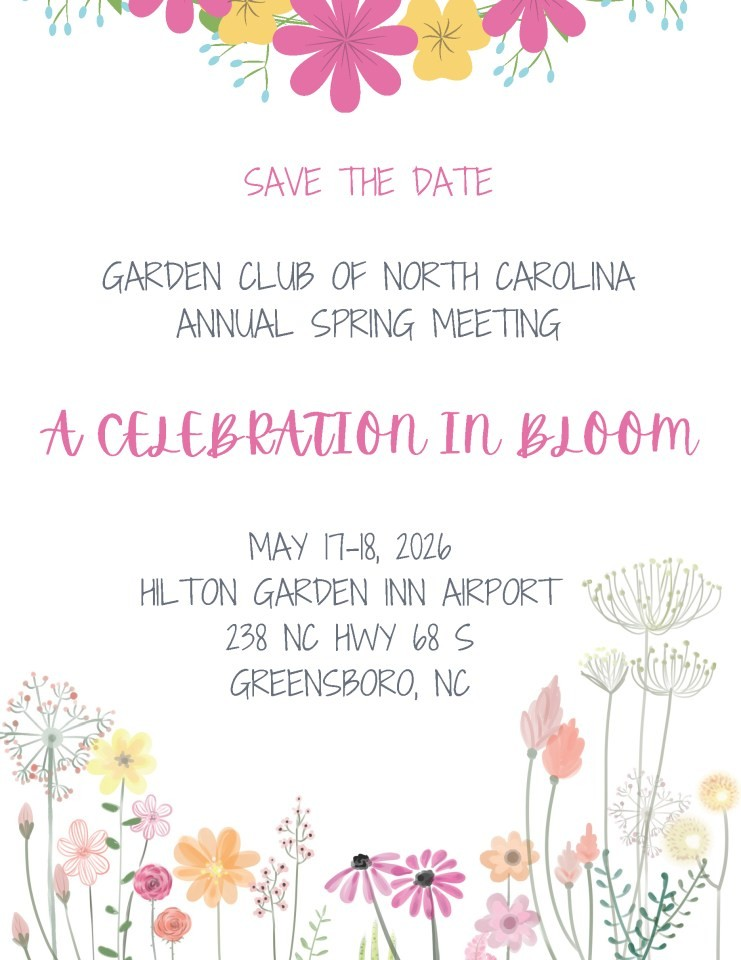 SAVE THE DATE
GARDEN CLUB OF NORTH CAROLINA
ANNUAL SPRING MEETING
A CELEBRATION IN BLOOM
MAY 17-18, 2026
HILTON GARDEN INN AIRPORT
238 NC HWY 68 S
GREENSBORO, NC